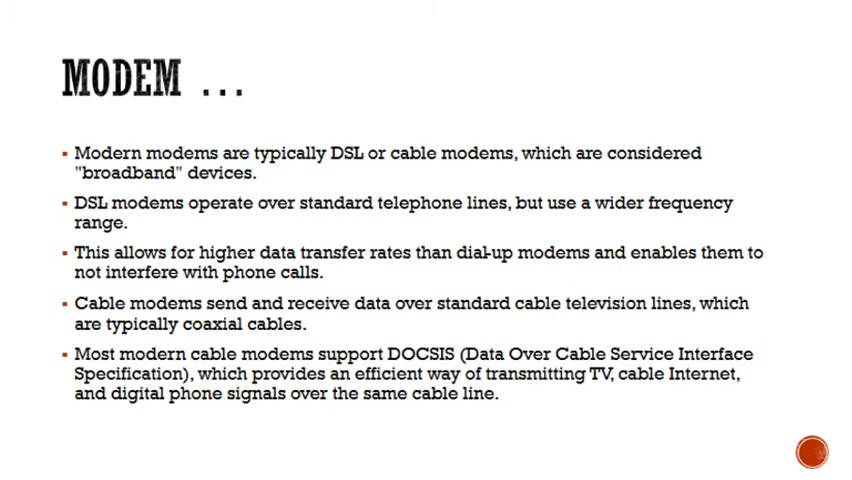 MODEM ...
▪ Modern modems are typically DSL or cable modems, which are considered
"broadband" devices.
▪ DSL modems operate over standard telephone lines, but use a wider frequency
range.
▪ This allows for higher data transfer rates than dial-up modems and enables them to
not interfere with phone calls.
▪ Cable modems send and receive data over standard cable television lines, which
are typically coaxial cables.
▪ Most modern cable modems support DOCSIS (Data Over Cable Service Interface
Specification), which provides an efficient way of transmitting TV, cable Internet,
and digital phone signals over the same cable line.